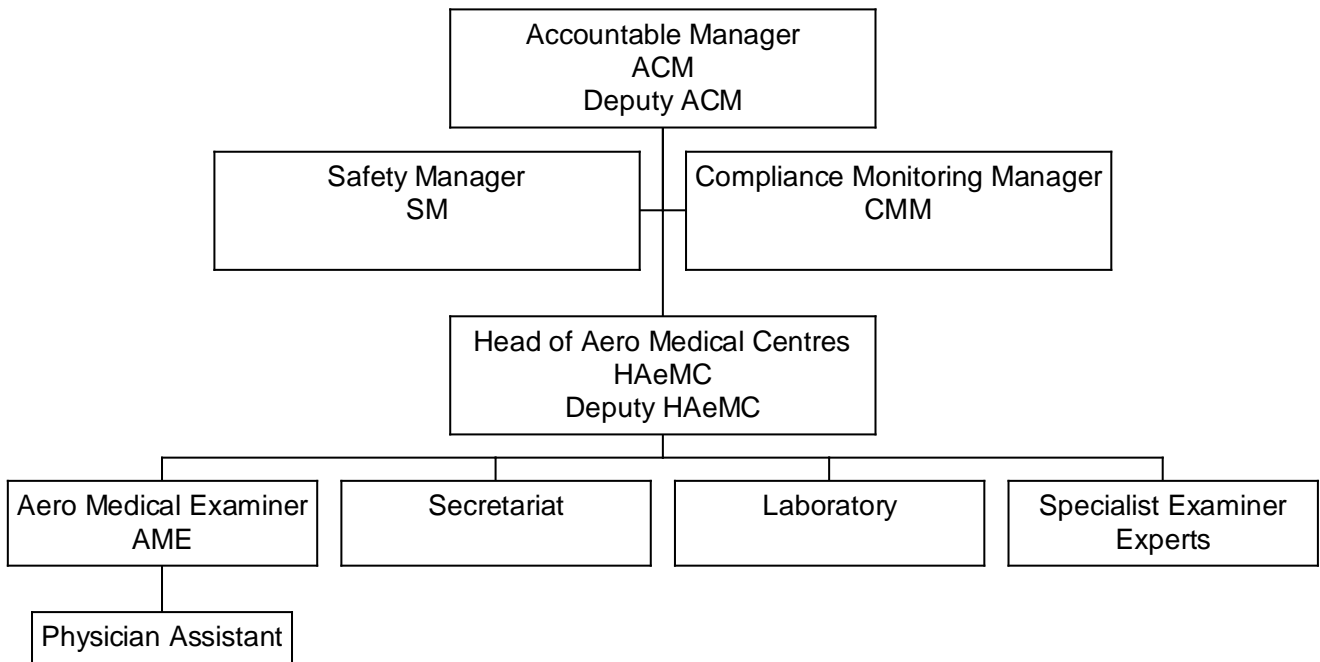 Accountable Manager
ACM
Deputy ACM
Safety Manager
SM
Compliance Monitoring Manager
CMM
Head of Aero Medical Centres
HAeMC
Deputy HAeMC
Aero Medical Examiner
AME
Secretariat
Laboratory
Specialist Examiner
Experts
Physician Assistant